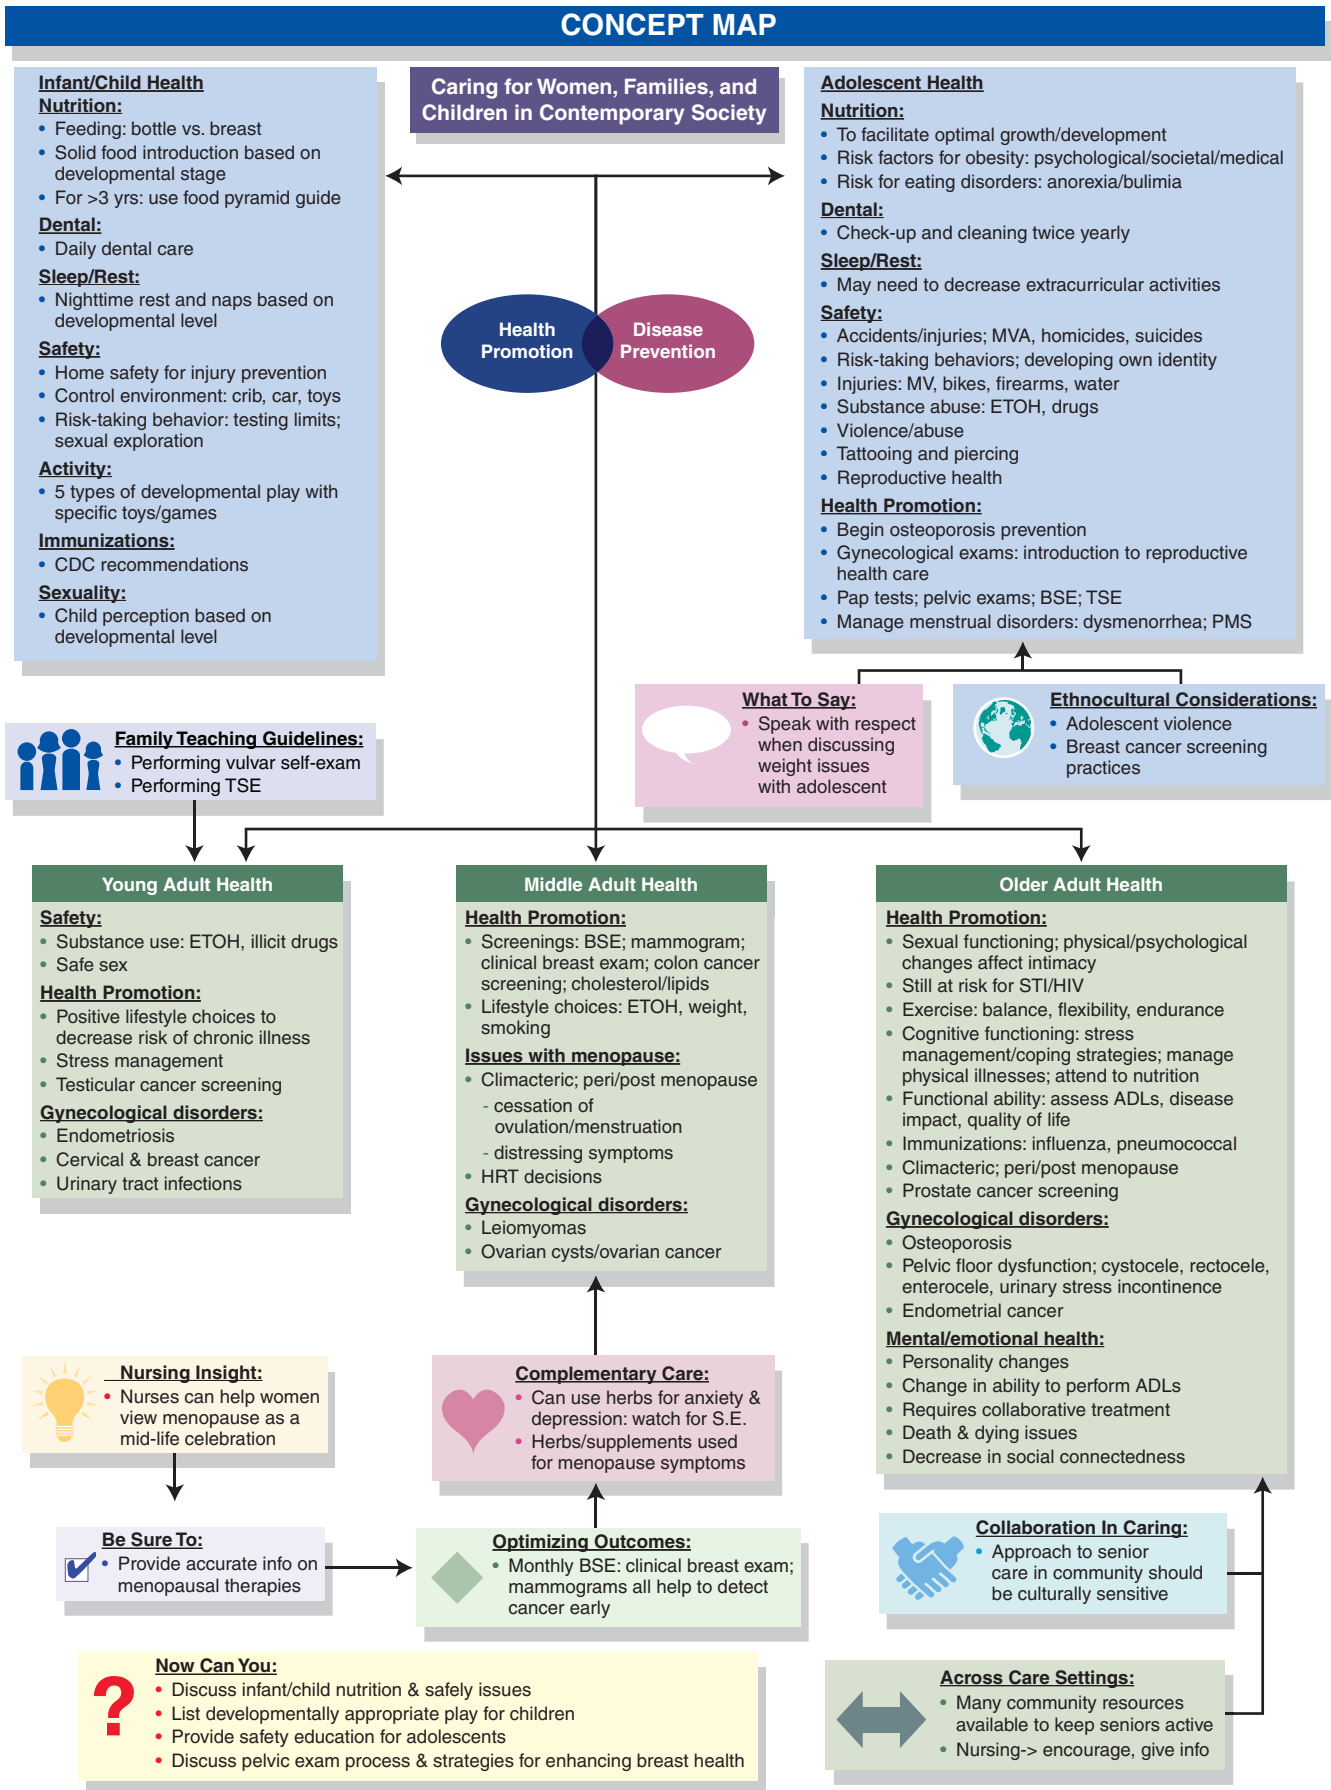 CONCEPT MAP
Caring for Women, Families, and
Children in Contemporary Society
Infant/Child Health
Nutrition:
• Feeding: bottle vs. breast
• Solid food introduction based on
developmental stage
• For >3 yrs: use food pyramid guide
Dental:
• Daily dental care
Sleep/Rest:
• Nighttime rest and naps based on
developmental level
Safety:
• Home safety for injury prevention
• Control environment: crib, car, toys
• Risk-taking behavior: testing limits;
sexual exploration
Activity:
• 5 types of developmental play with
specific toys/games
Immunizations:
• CDC recommendations
Sexuality:
• Child perception based on
developmental level
Health
Promotion
Disease
Prevention
Adolescent Health
Nutrition:
• To facilitate optimal growth/development
• Risk factors for obesity: psychological/societal/medical
• Risk for eating disorders: anorexia/bulimia
Dental:
• Check-up and cleaning twice yearly
Sleep/Rest:
• May need to decrease extracurricular activities
Safety:
• Accidents/injuries; MVA, homicides, suicides
• Risk-taking behaviors; developing own identity
• Injuries: MV, bikes, firearms, water
• Substance abuse: ETOH, drugs
• Violence/abuse
• Tattooing and piercing
• Reproductive health
Health Promotion:
• Begin osteoporosis prevention
• Gynecological exams: introduction to reproductive
health care
• Pap tests; pelvic exams; BSE; TSE
• Manage menstrual disorders: dysmenorrhea; PMS
What To Say:
• Speak with respect
when discussing
weight issues
with adolescent
Ethnocultural Considerations:
• Adolescent violence
• Breast cancer screening
practices
Family Teaching Guidelines:
• Performing vulvar self-exam
• Performing TSE
Young Adult Health
Safety:
• Substance use: ETOH, illicit drugs
• Safe sex
Health Promotion:
• Positive lifestyle choices to
decrease risk of chronic illness
• Stress management
• Testicular cancer screening
Gynecological disorders:
• Endometriosis
• Cervical & breast cancer
• Urinary tract infections
Middle Adult Health
Health Promotion:
• Screenings: BSE; mammogram;
clinical breast exam; colon cancer
screening; cholesterol/lipids
• Lifestyle choices: ETOH, weight,
smoking
Issues with menopause:
• Climacteric; peri/post menopause
- cessation of
ovulation/menstruation
- distressing symptoms
• HRT decisions
Gynecological disorders:
• Leiomyomas
• Ovarian cysts/ovarian cancer
Older Adult Health
Health Promotion:
• Sexual functioning; physical/psychological
changes affect intimacy
• Still at risk for STI/HIV
• Exercise: balance, flexibility, endurance
• Cognitive functioning: stress
management/coping strategies; manage
physical illnesses; attend to nutrition
• Functional ability: assess ADLs, disease
impact, quality of life
• Immunizations: influenza, pneumococcal
• Climacteric; peri/post menopause
• Prostate cancer screening
Gynecological disorders:
• Osteoporosis
• Pelvic floor dysfunction; cystocele, rectocele,
enterocele, urinary stress incontinence
• Endometrial cancer
Mental/emotional health:
• Personality changes
• Change in ability to perform ADLs
• Requires collaborative treatment
• Death & dying issues
• Decrease in social connectedness
Nursing Insight:
• Nurses can help women
view menopause as a
mid-life celebration
Complementary Care:
• Can use herbs for anxiety &
depression: watch for S.E.
• Herbs/supplements used
for menopause symptoms
Be Sure To:
• Provide accurate info on
menopausal therapies
Optimizing Outcomes:
• Monthly BSE: clinical breast exam;
mammograms all help to detect
cancer early
Collaboration In Caring:
• Approach to senior
care in community should
be culturally sensitive
Now Can You:
• Discuss infant/child nutrition & safely issues
• List developmentally appropriate play for children
• Provide safety education for adolescents
• Discuss pelvic exam process & strategies for enhancing breast health
Across Care Settings:
• Many community resources
available to keep seniors active
• Nursing-> encourage, give info